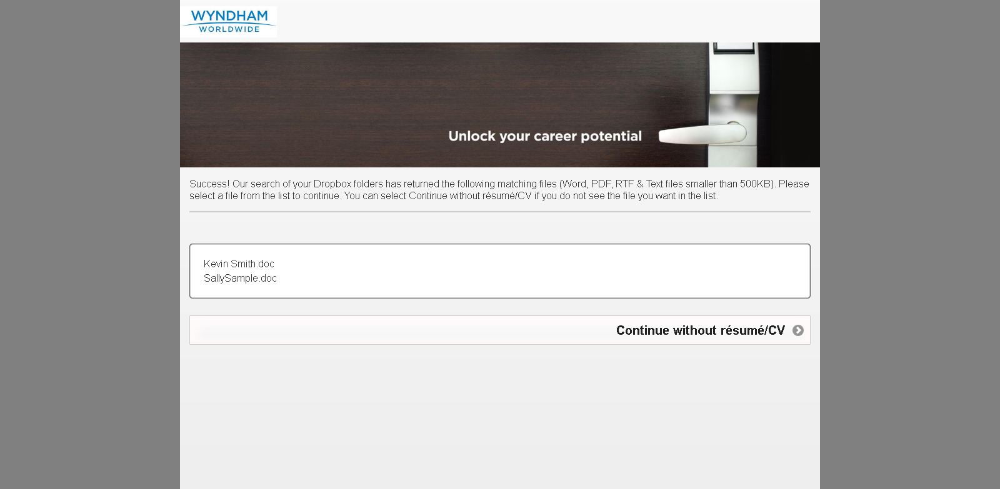 WYNDHAM
WORLDWIDE
Unlock your career potential
Success! Our search of your Dropbox folders has returned the following matching files (Word, PDF, RTF & Text files smaller than 500KB). Please
select a file from the list to continue. You can select Continue without résumé/CV if you do not see the file you want in the list.
Kevin Smith.doc
SallySample.doc
Continue without résumé/CV